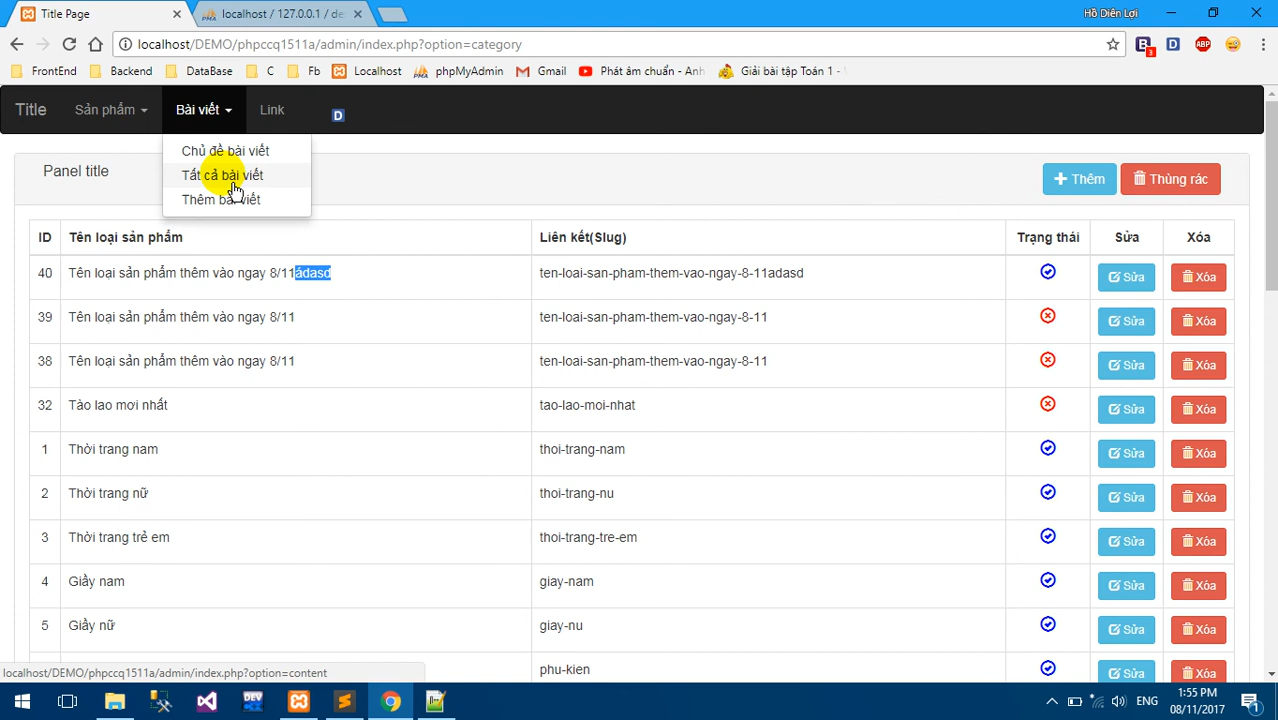 Title Page
localhost / 127.0.0.1 / de
Hồ Diên Lợi
localhost/DEMO/phpccq1511a/admin/index.php?option=category
3
ABP
FrontEnd
Backend
DataBase
C
Fb
Localhost
phpMyAdmin
Gmail
Phát âm chuẩn - Anh
Giải bài tập Toán 1 -
Title
Sản phẩm
Bài viết
Link
D
Chủ đề bài viết
Tất cả bài viết
Thêm bài viết
Panel title
Thêm
Thùng rác
ID Tên loại sản phẩm Liên kết(Slug) Trạng thái Sửa Xóa
40 Tên loại sản phẩm thêm vào ngay 8/11ádasd ten-loai-san-pham-them-vao-ngay-8-11adasd Sửa Xóa
39 Tên loại sản phẩm thêm vào ngay 8/11 ten-loai-san-pham-them-vao-ngay-8-11 Sửa Xóa
38 Tên loại sản phẩm thêm vào ngay 8/11 ten-loai-san-pham-them-vao-ngay-8-11 Sửa Xóa
32 Tào lao mơi nhất tao-lao-moi-nhat Sửa Xóa
1 Thời trang nam thoi-trang-nam Sửa Xóa
2 Thời trang nữ thoi-trang-nu Sửa Xóa
3 Thời trang trẻ em thoi-trang-tre-em Sửa Xóa
4 Giầy nam giay-nam Sửa Xóa
5 Giầy nữ giay-nu Sửa Xóa
phu-kien Sửa Xóa
localhost/DEMO/phpccq1511a/admin/index.php?option=content
DEV
ENG
1:55 PM
08/11/2017
1